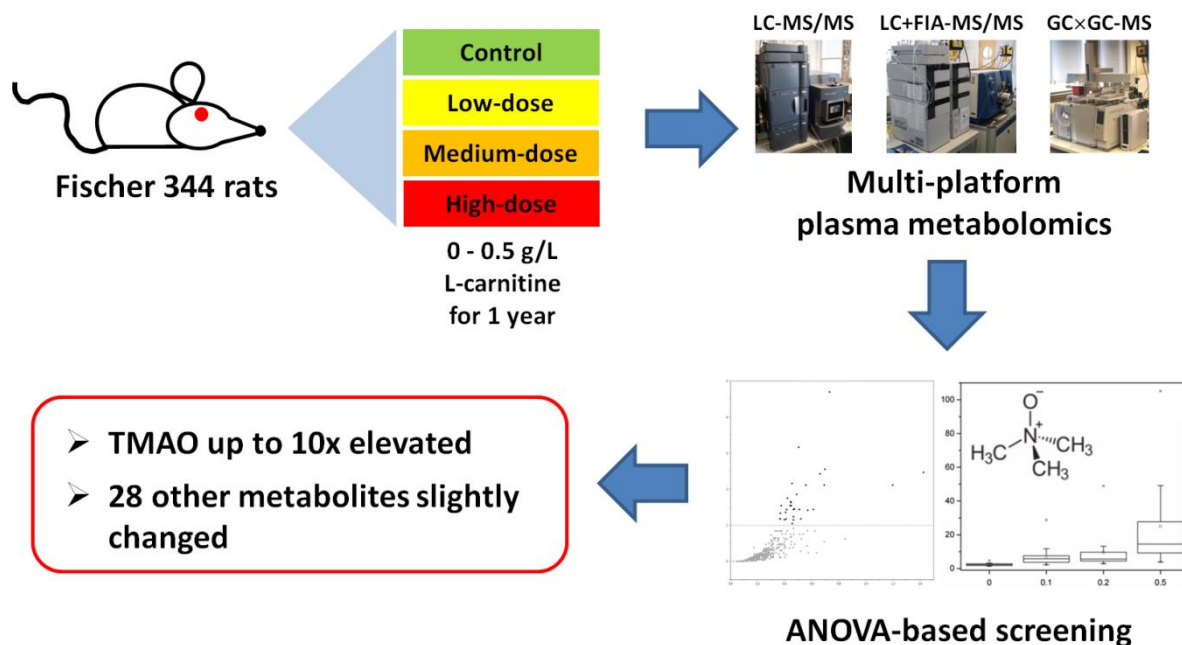 Fischer 344 rats
Control
Low-dose
Medium-dose
High-dose
0 - 0.5 g/L
L-carnitine
for 1 year
LC-MS/MS
LC+FIA-MS/MS
GC×GC-MS
Multi-platform
plasma metabolomics
100
80
60
40
20
0
0
0.1
0.2
0.5
O⁻
N⁺
H₃C
CH₃
CH₃
ANOVA-based screening
➢ TMAO up to 10x elevated
➢ 28 other metabolites slightly
changed